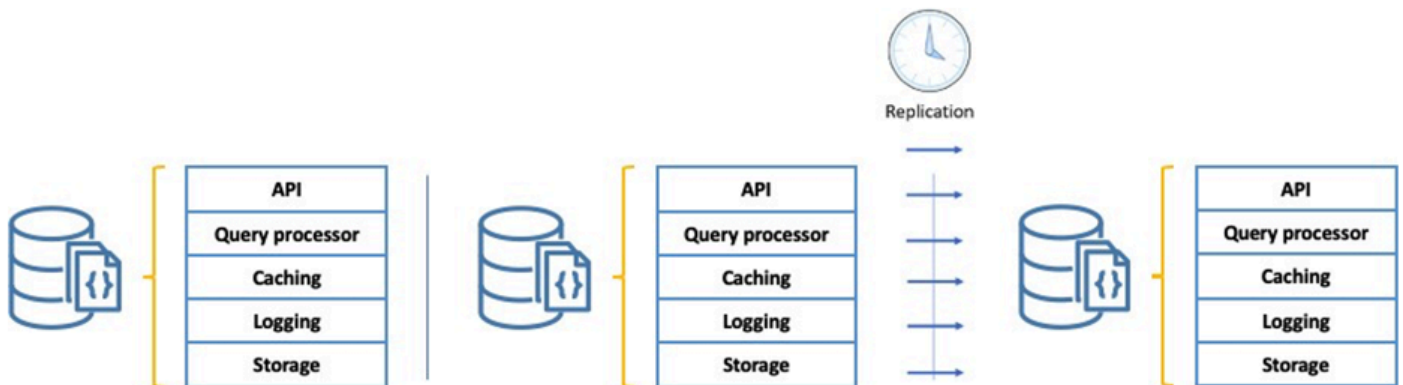 Replication
API
Query processor
Caching
Logging
Storage
{}
API
Query processor
Caching
Logging
Storage
{}
API
Query processor
Caching
Logging
Storage
{}